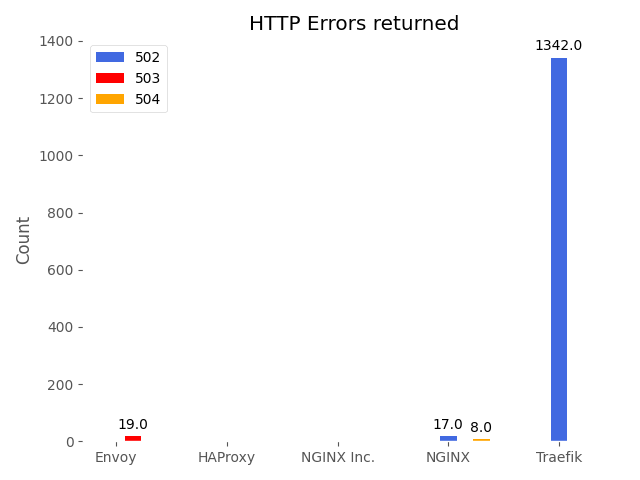 HTTP Errors returned
1400
1200
1000
800
600
400
200
0
Count
502
503
504
19.0
17.0
8.0
1342.0
Envoy
HAProxy
NGINX Inc.
NGINX
Traefik